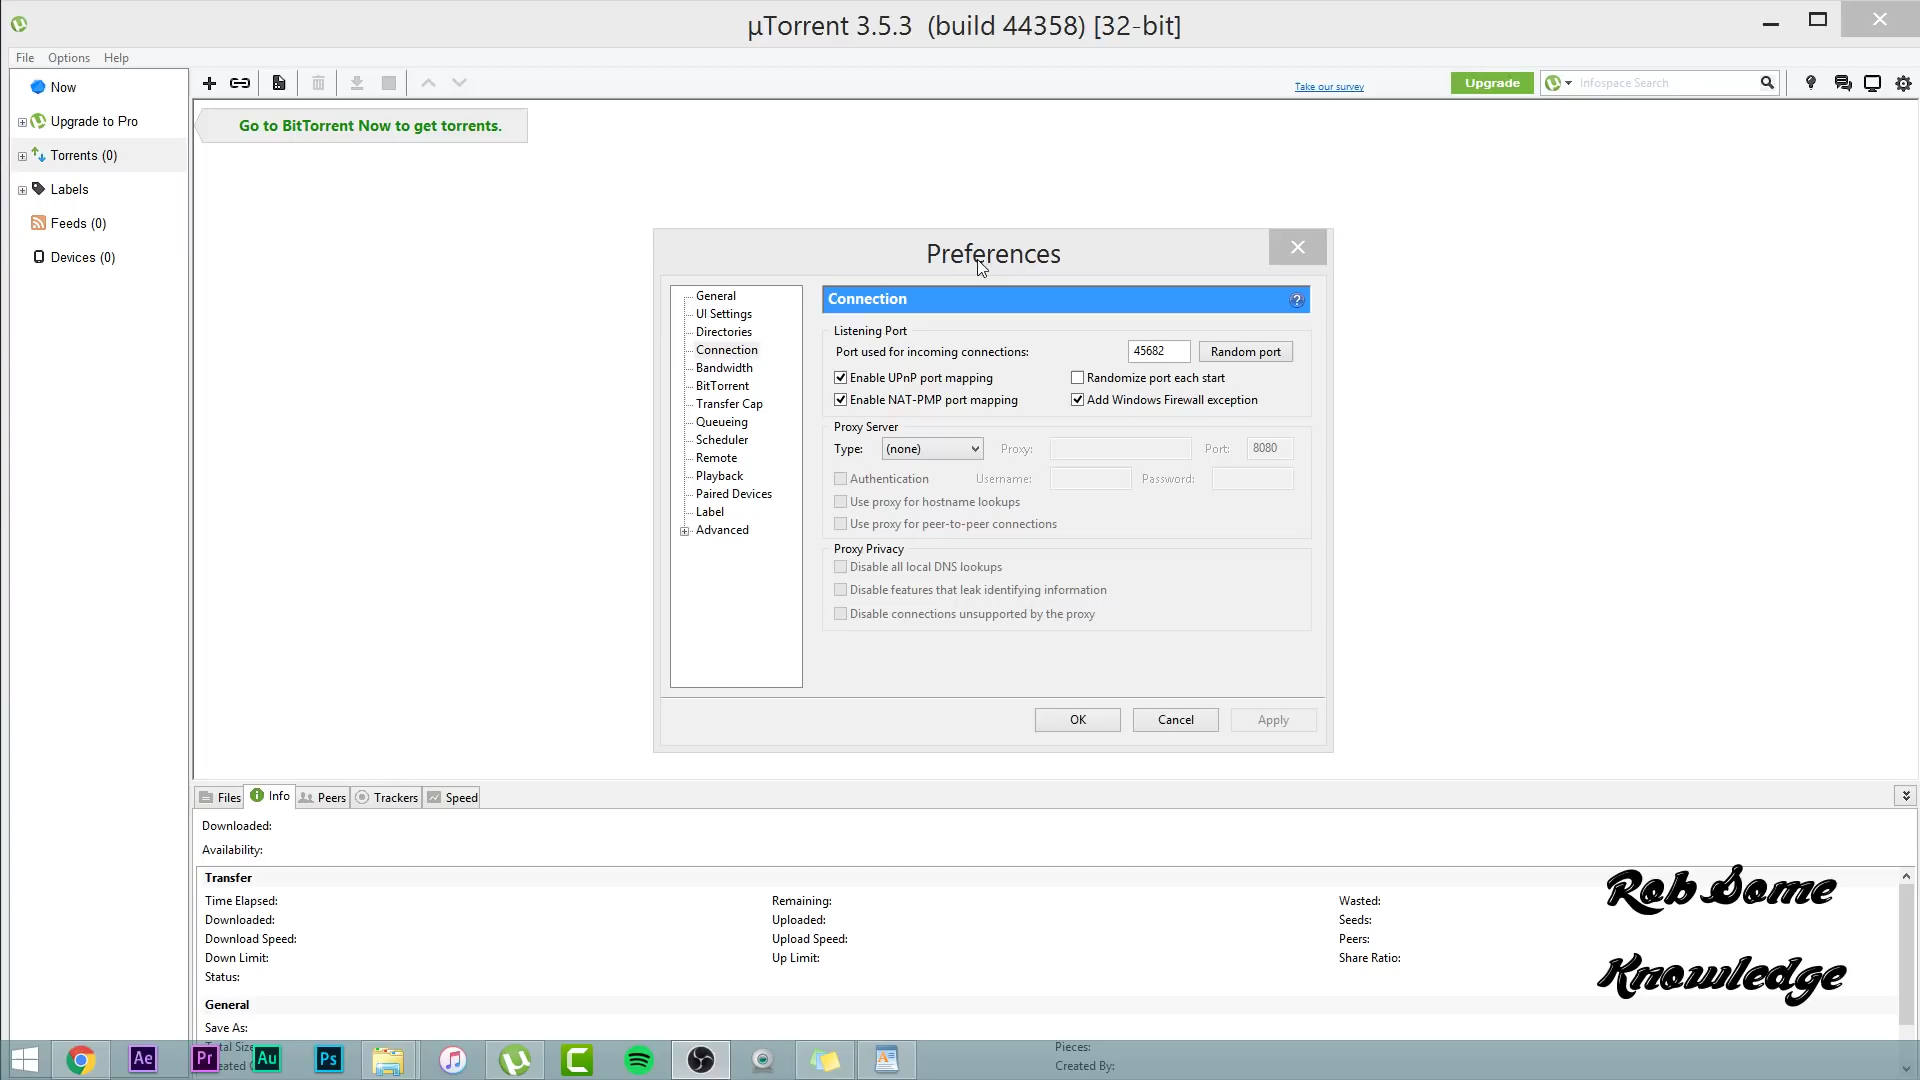 µTorrent 3.5.3 (build 44358) [32-bit]
File Options Help
Now
Upgrade to Pro
Torrents (0)
Labels
Feeds (0)
Devices (0)
Take our survey
Upgrade
Infospace Search
Go to BitTorrent Now to get torrents.
Preferences
General
UI Settings
Directories
Connection
Bandwidth
BitTorrent
Transfer Cap
Queueing
Scheduler
Remote
Playback
Paired Devices
Label
Advanced
Connection
Listening Port
Port used for incoming connections: 45682 Random port
Enable UPnP port mapping Randomize port each start
Enable NAT-PMP port mapping Add Windows Firewall exception
Proxy Server
Type: (none) Proxy: Port: 8080
Authentication Username: Password:
Use proxy for hostname lookups
Use proxy for peer-to-peer connections
Proxy Privacy
Disable all local DNS lookups
Disable features that leak identifying information
Disable connections unsupported by the proxy
OK Cancel Apply
Files Info Peers Trackers Speed
Downloaded:
Availability:
Transfer
Time Elapsed: Remaining: Wasted:
Downloaded: Uploaded: Seeds:
Download Speed: Upload Speed: Peers:
Down Limit: Up Limit: Share Ratio:
Status:
General
Save As:
Pieces:
Created By:
Rob Some
Knowledge
Ae Pr Au Ps